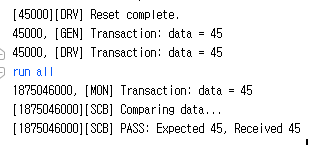 [45000][DRV] Reset complete.
45000, [GEN] Transaction: data = 45
45000, [DRV] Transaction: data = 45
run all
1875046000, [MON] Transaction: data = 45
[1875046000][SCB] Comparing data...
[1875046000][SCB] PASS: Expected 45, Received 45